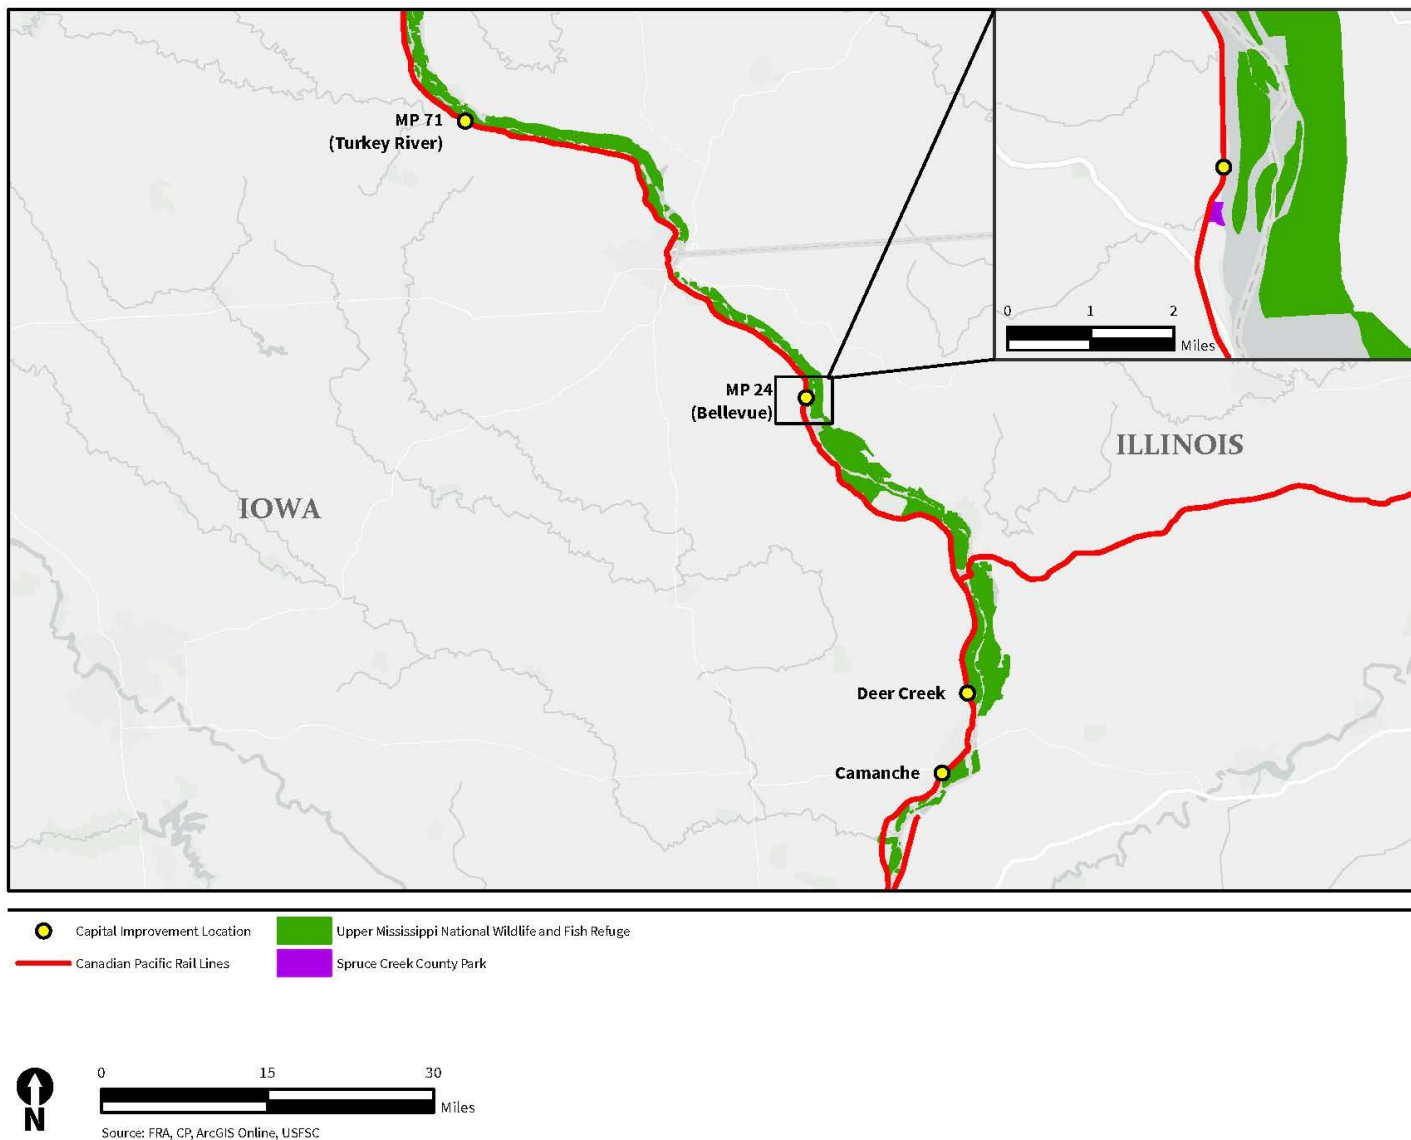 MP 71
(Turkey River)
0 1 2
Miles
MP 24
(Bellevue)
ILLINOIS
IOWA
Deer Creek
Camanche
Capital Improvement Location
Upper Mississippi National Wildlife and Fish Refuge
Canadian Pacific Rail Lines
Spruce Creek County Park
0 15 30
Miles
N
Source: FRA, CP, ArcGIS Online, USFSC